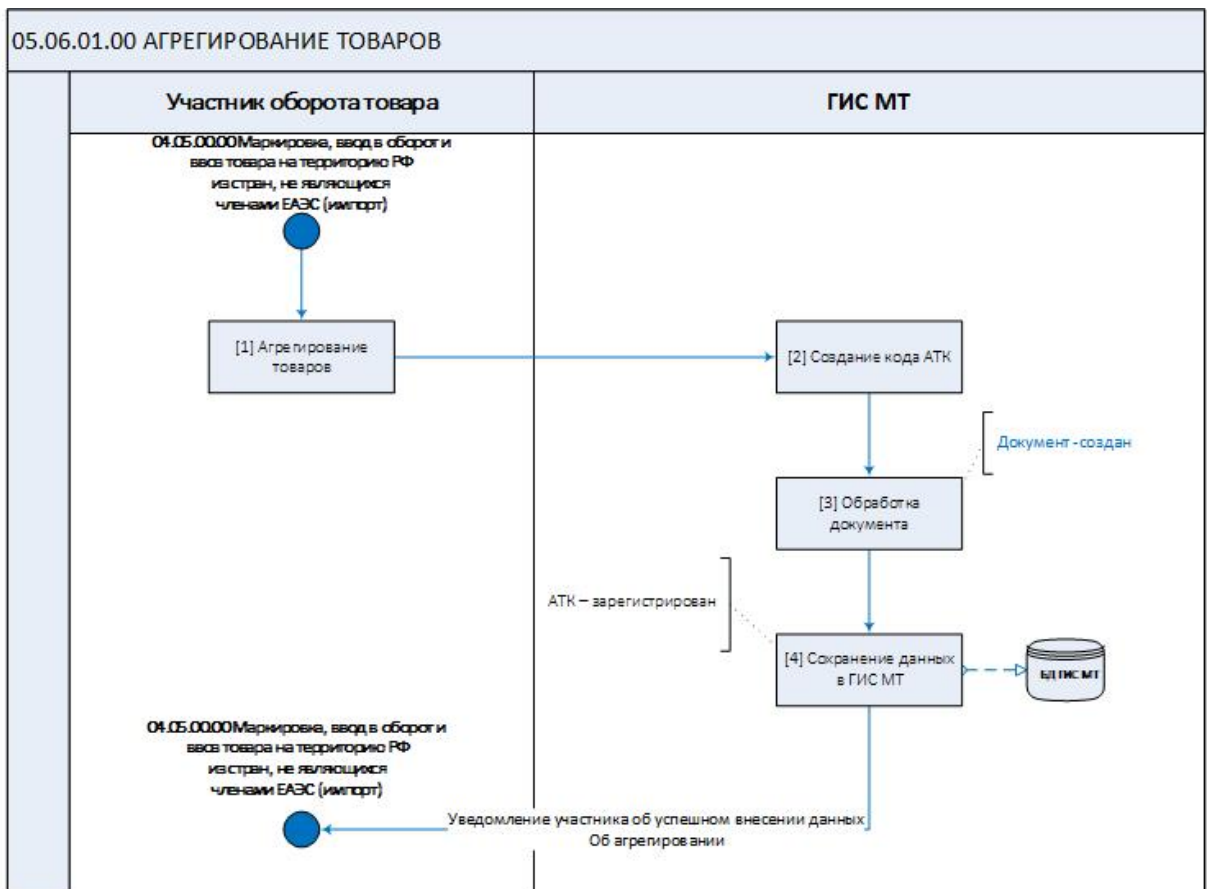 05.06.01.00 АГРЕГИРОВАНИЕ ТОВАРОВ
Участник оборота товара
ГИС МТ
04.05.00.00 Маркировка, ввод в оборот и
ввоз товара на территорию РФ
из стран, не являющихся
членами ЕАЭС (импорт)
[1] Агрегирование
товаров
[2] Создание кода АТК
Документ -создан
[3] Обработка
документа
АТК – зарегистрирован
[4] Сохранение данных
в ГИС МТ
БД ГИС МТ
04.05.00.00 Маркировка, ввод в оборот и
ввоз товара на территорию РФ
из стран, не являющихся
членами ЕАЭС (импорт)
Уведомление участника об успешном внесении данных
Об агрегировании